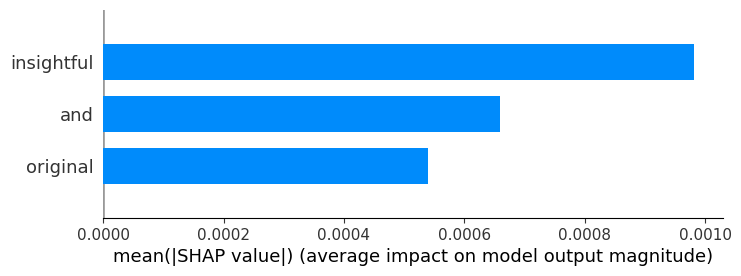 insightful
and
original
0.0000 0.0002 0.0004 0.0006 0.0008 0.0010
mean(|SHAP value|) (average impact on model output magnitude)